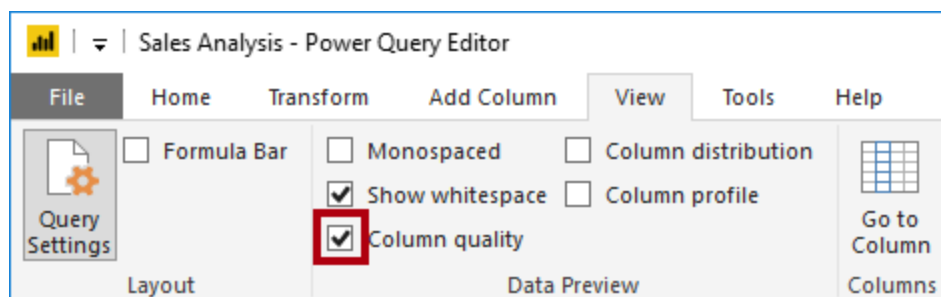 Sales Analysis - Power Query Editor
File Home Transform Add Column View Tools Help
Formula Bar Monospaced Column distribution
Show whitespace Column profile
Query Settings
Column quality
Go to Column
Layout Data Preview Columns